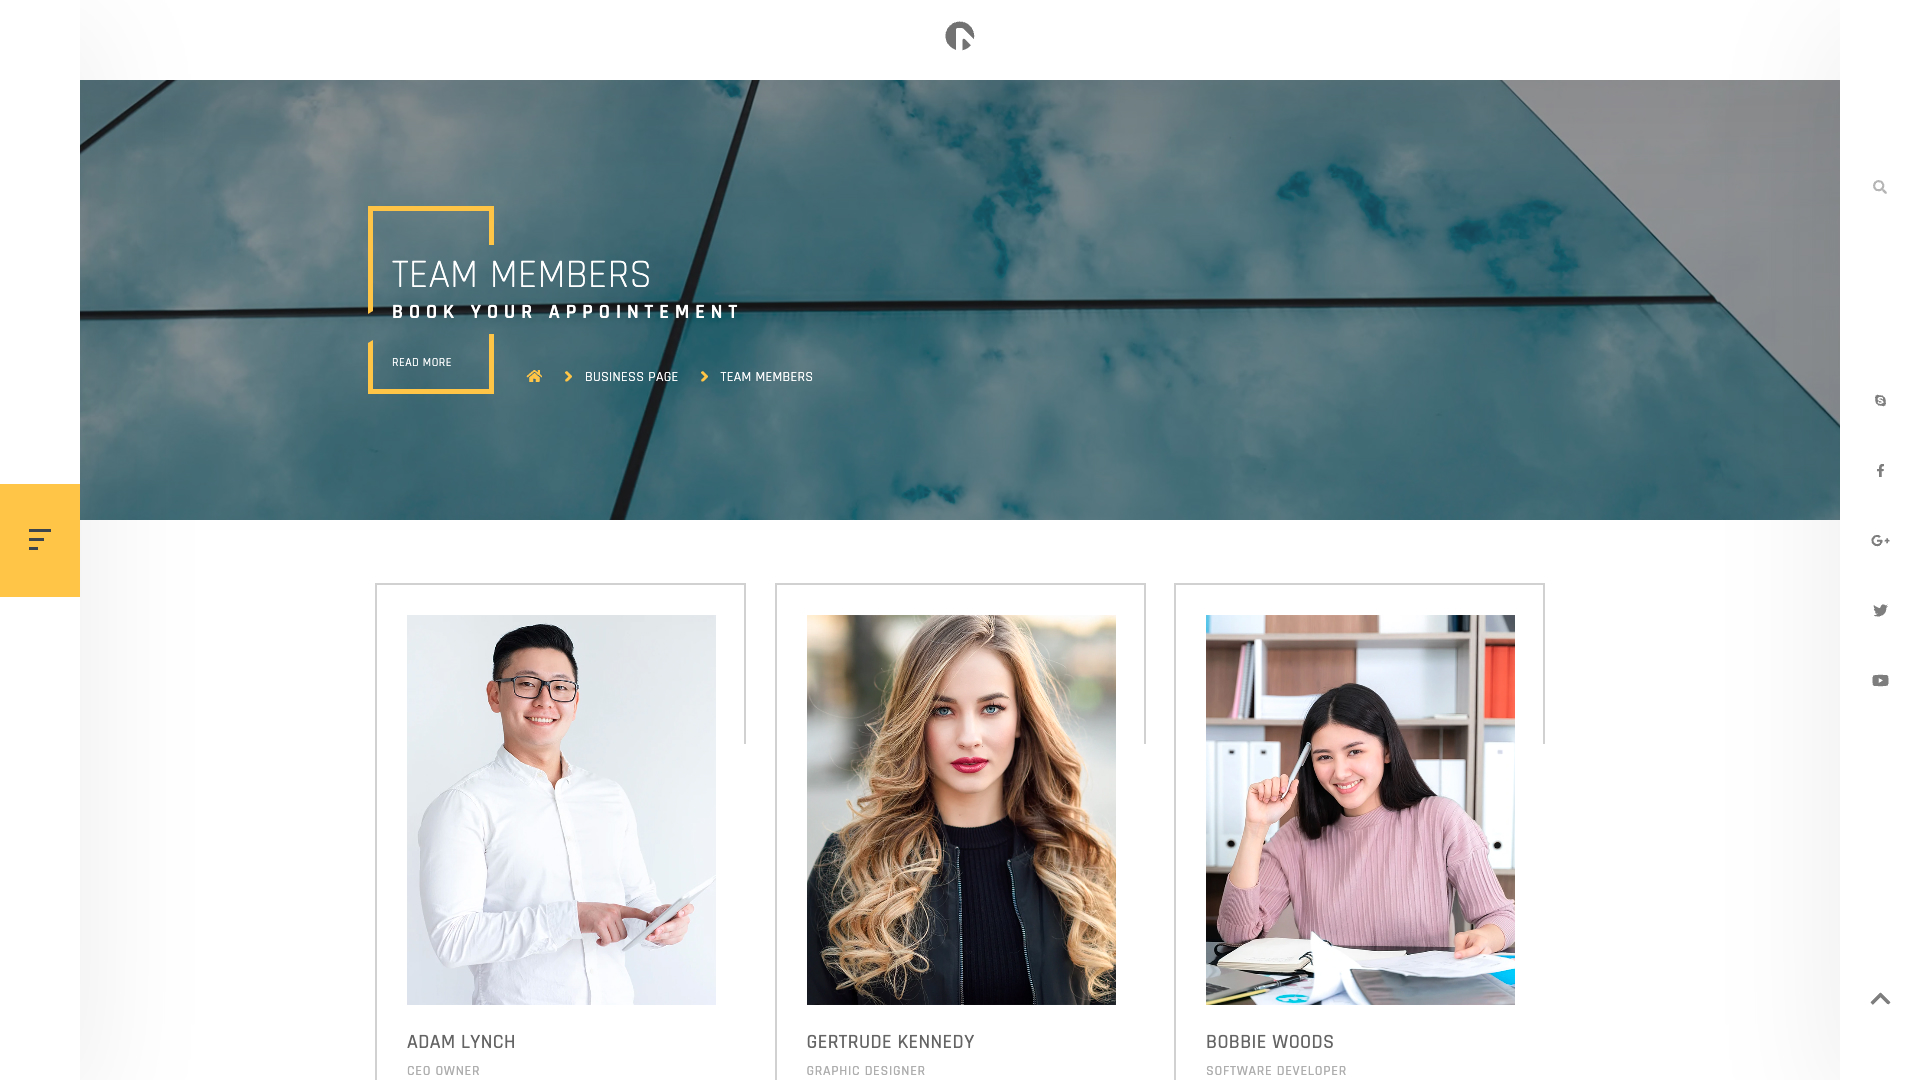 TEAM MEMBERS
BOOK YOUR APPOINTEMENT
READ MORE
BUSINESS PAGE
TEAM MEMBERS
ADAM LYNCH
CEO OWNER
GERTRUDE KENNEDY
GRAPHIC DESIGNER
BOBBIE WOODS
SOFTWARE DEVELOPER